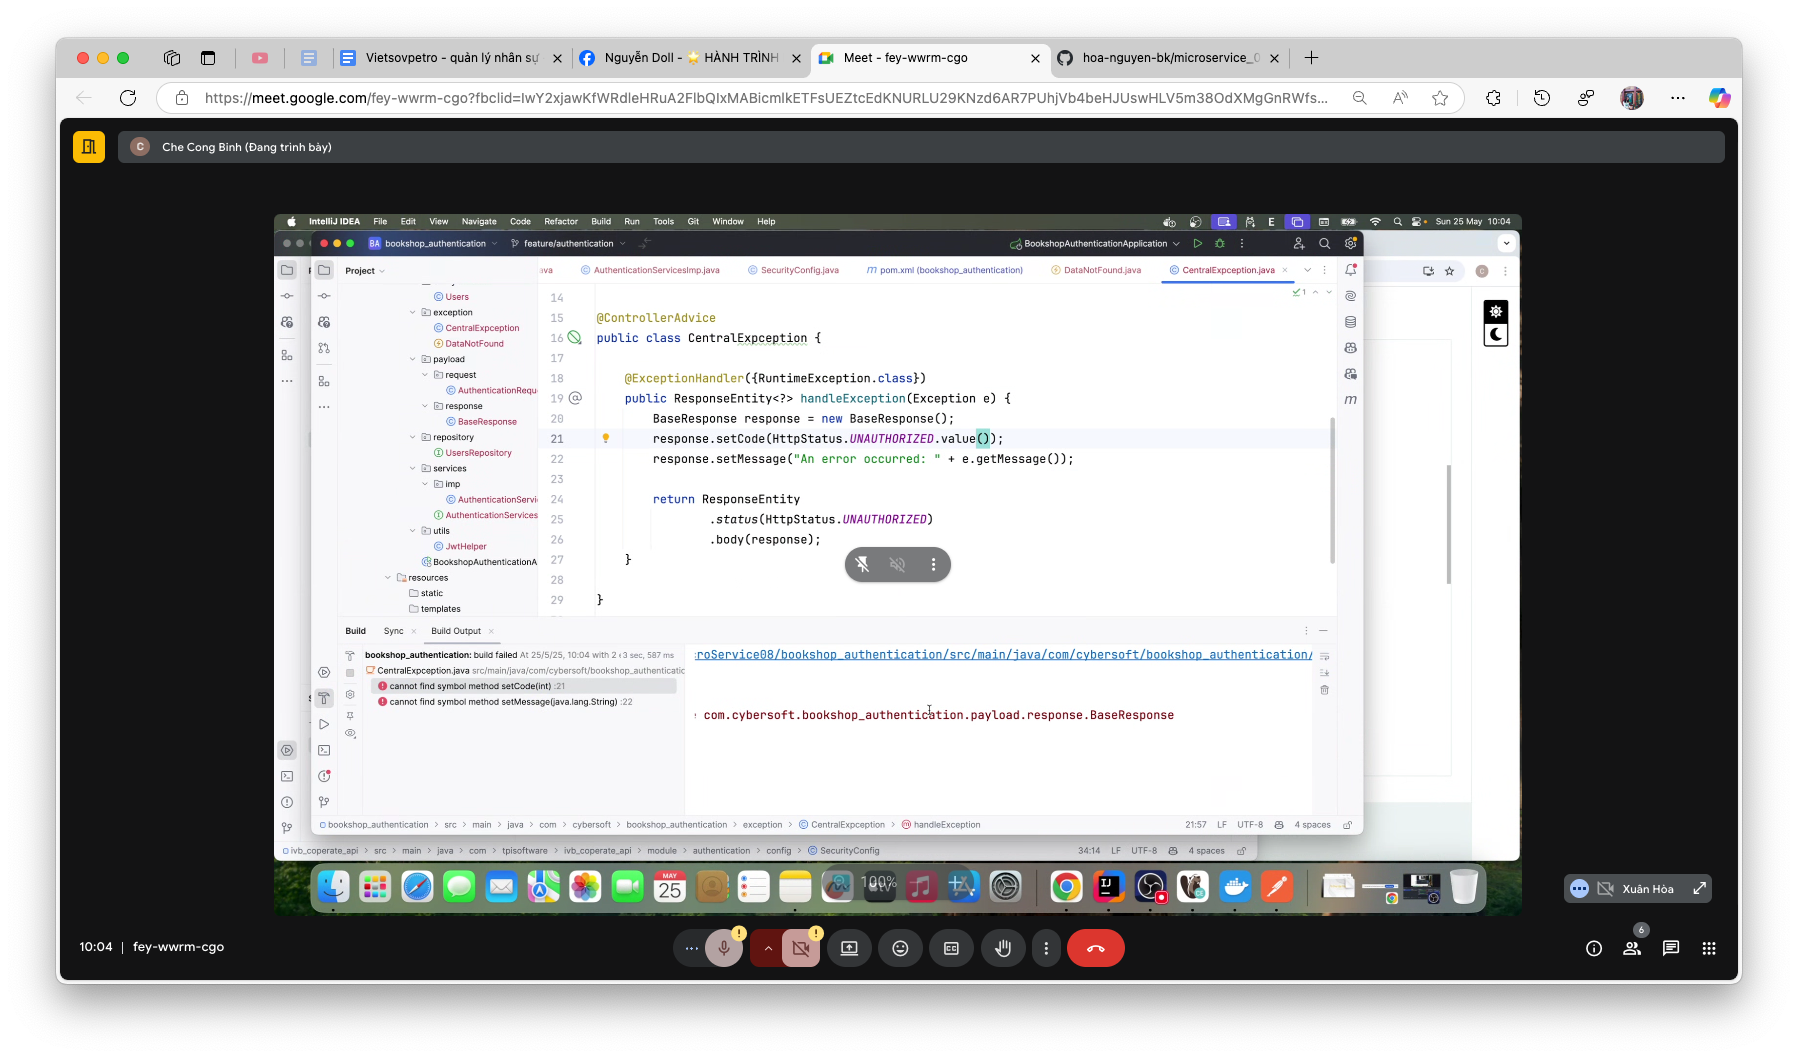 Vietsovpetro - quản lý nhân sự
Nguyễn Doll - ⭐ HÀNH TRÌNH
Meet - fey-wwrm-cgo
hoa-nguyen-bk/microservice_0
https://meet.google.com/fey-wwrm-cgo?fbclid=IwY2xjawKfWRdleHRuA2FlbQIxMABicmlkETFsUEZtcEdKNURLU29KNzd6AR7PUhjVb4beHJUswHLV5m38OdXMgGnRWfs...
C
Che Cong Binh (Đang trình bày)
IntelliJ IDEA File Edit View Navigate Code Refactor Build Run Tools Git Window Help
Sun 25 May 10:04
BA bookshop_authentication feature/authentication
BookshopAuthenticationApplication
Project
ava
AuthenticationServicesImp.java
SecurityConfig.java
pom.xml (bookshop_authentication)
DataNotFound.java
CentralExpception.java
Users
exception
CentralExpception
DataNotFound
payload
request
AuthenticationRequ
response
BaseResponse
repository
UsersRepository
services
imp
AuthenticationServi
AuthenticationServices
utils
JwtHelper
BookshopAuthenticationA
resources
static
templates
14
15 @ControllerAdvice
16 public class CentralExpception {
17
18 @ExceptionHandler({RuntimeException.class})
19 public ResponseEntity<?> handleException(Exception e) {
20 BaseResponse response = new BaseResponse();
21 response.setCode(HttpStatus.UNAUTHORIZED.value());
22 response.setMessage("An error occurred: " + e.getMessage());
23
24 return ResponseEntity
25 .status(HttpStatus.UNAUTHORIZED)
26 .body(response);
27 }
28
29 }
1
Build Sync Build Output
bookshop_authentication: build failed At 25/5/25, 10:04 with 2 3 sec, 587 ms
CentralExpception.java src/main/java/com/cybersoft/bookshop_authenticatio
cannot find symbol method setCode(int) :21
cannot find symbol method setMessage(java.lang.String) :22
roService08/bookshop_authentication/src/main/java/com/cybersoft/bookshop_authentication/
com.cybersoft.bookshop_authentication.payload.response.BaseResponse
bookshop_authentication > src > main > java > com > cybersoft > bookshop_authentication > exception > CentralExpception > handleException
21:57 LF UTF-8 4 spaces
ivb_coperate_api > src > main > java > com > tpisoftware > ivb_coperate_api > module > authentication > config > SecurityConfig
34:14 LF UTF-8 4 spaces
MAY
25
100%
Xuân Hòa
10:04 | fey-wwrm-cgo
6